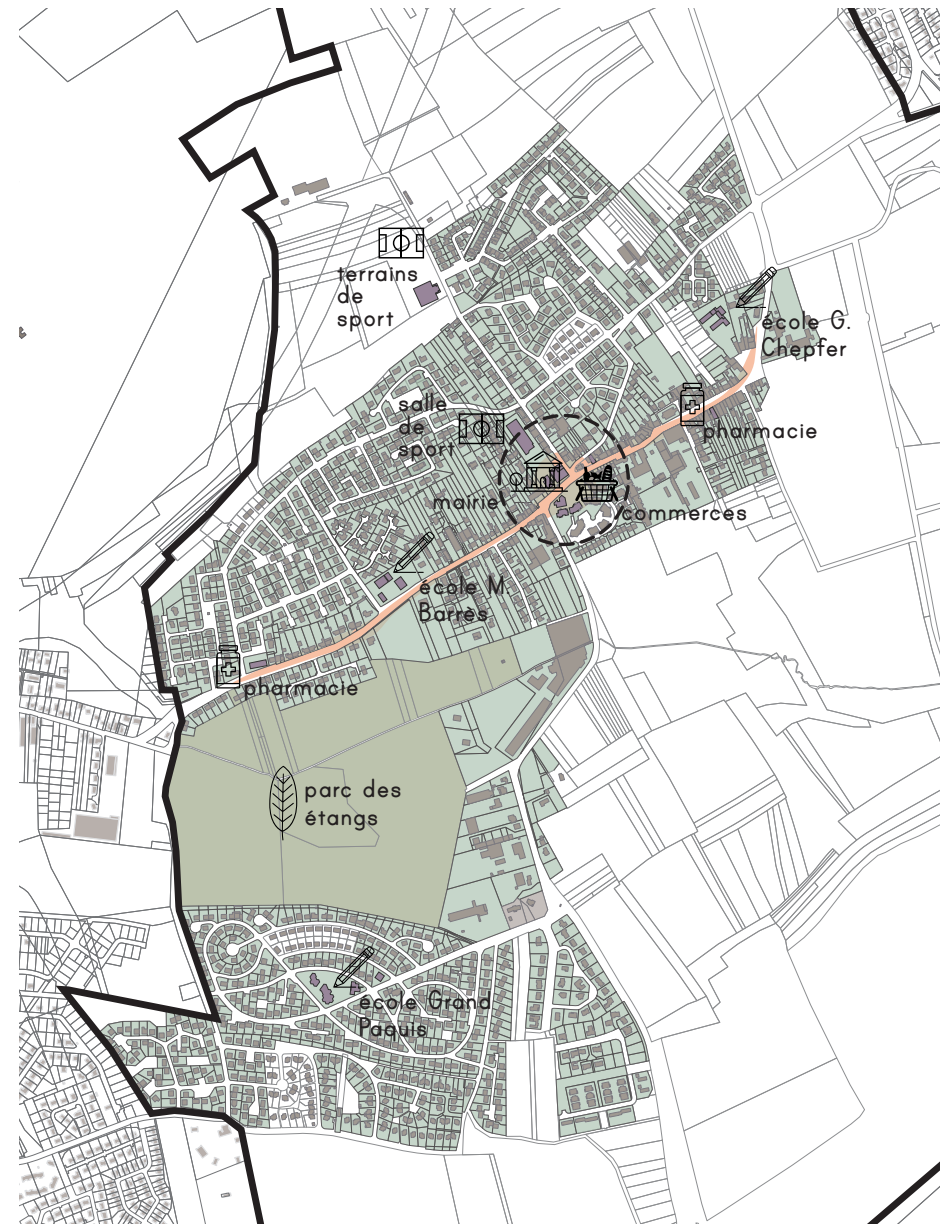 terrains
de
sport
école G.
Chepfer
salle
de
sport
pharmacie
mairie
commerces
école M.
Barrès
pharmacie
parc des
étangs
école Grand
Paquis